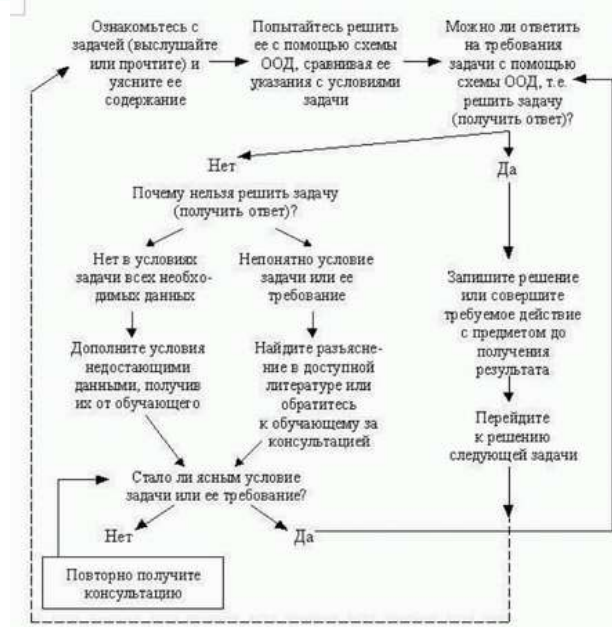 Ознакомьтесь с
задачей (выслушайте
или прочтите) и
уясните ее
содержание
Попытайтесь решить
ее с помощью схемы
ООД, сравнивая ее
указания с условиями
задачи
Можно ли ответить
на требования
задачи с помощью
схемы ООД, т.е.
решить задачу
(получить ответ)?
Нет
Да
Почему нельзя решить задачу
(получить ответ)?
Нет в условиях
задачи всех необхо-
димых данных
Непонятно условие
задачи или ее
требование
Запишите решение
или совершите
требуемое действие
с предметом до
получения
результата
Дополните условия
недостающими
данными, получив
их от обучающего
Найдите разъясне-
ние в доступной
литературе или
обратитесь
к обучающему за
консультацией
Перейдите
к решению
следующей задачи
Стало ли ясным условие
задачи или ее требование?
Нет
Да
Повторно получите
консультацию